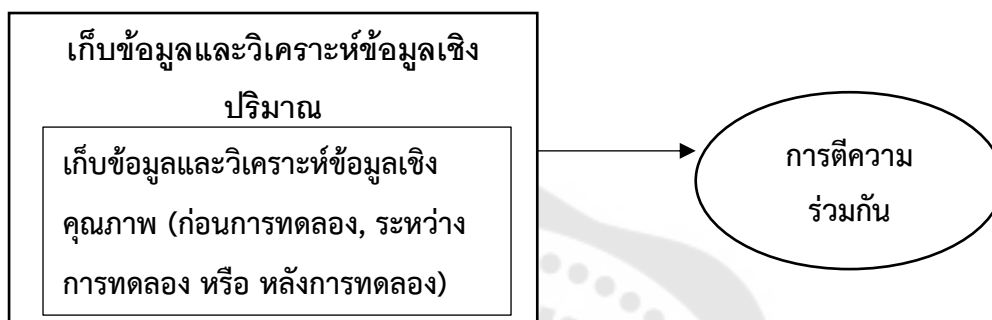 เก็บข้อมูลและวิเคราะห์ข้อมูลเชิง
ปริมาณ
เก็บข้อมูลและวิเคราะห์ข้อมูลเชิง
คุณภาพ (ก่อนการทดลอง, ระหว่าง
การทดลอง หรือ หลังการทดลอง)
การตีความ
ร่วมกัน